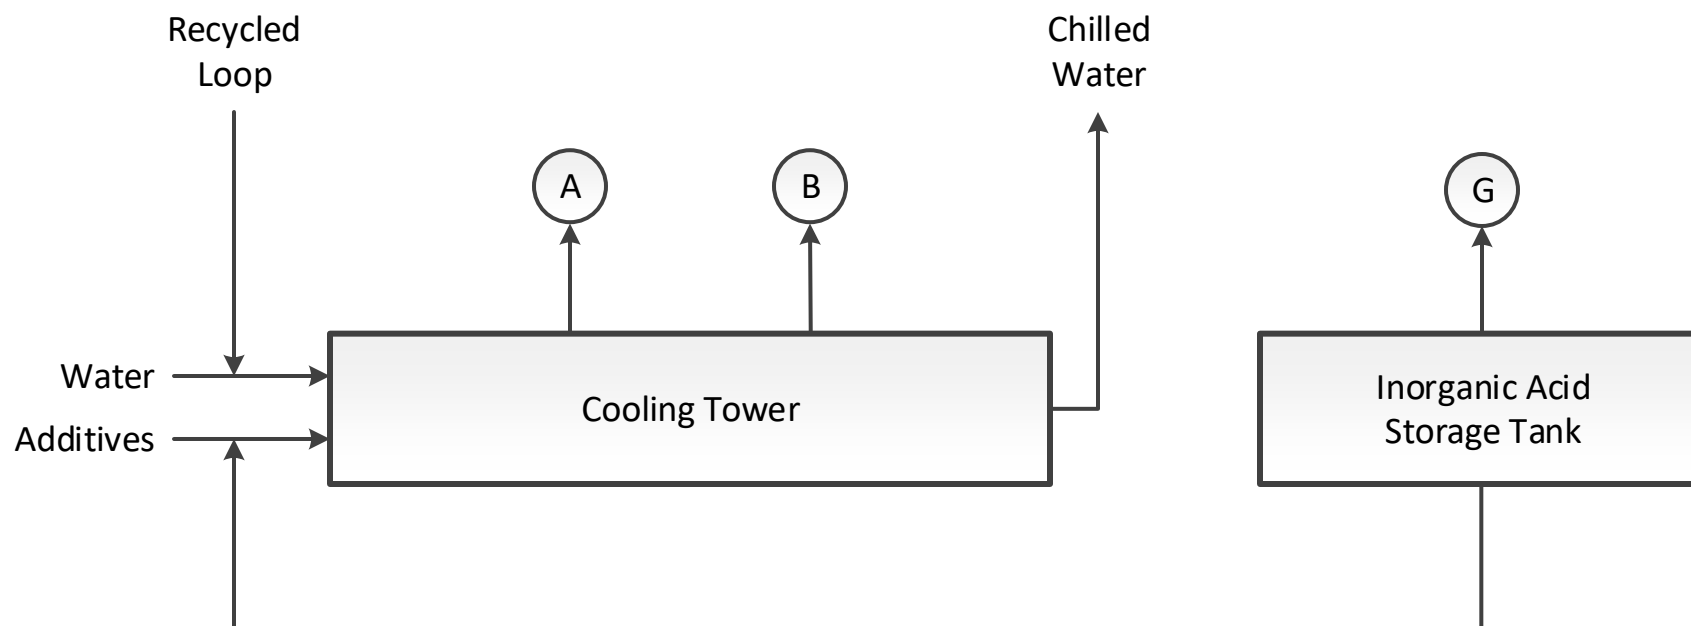 Recycled
Loop
Chilled
Water
A
B
G
Water
Additives
Cooling Tower
Inorganic Acid
Storage Tank